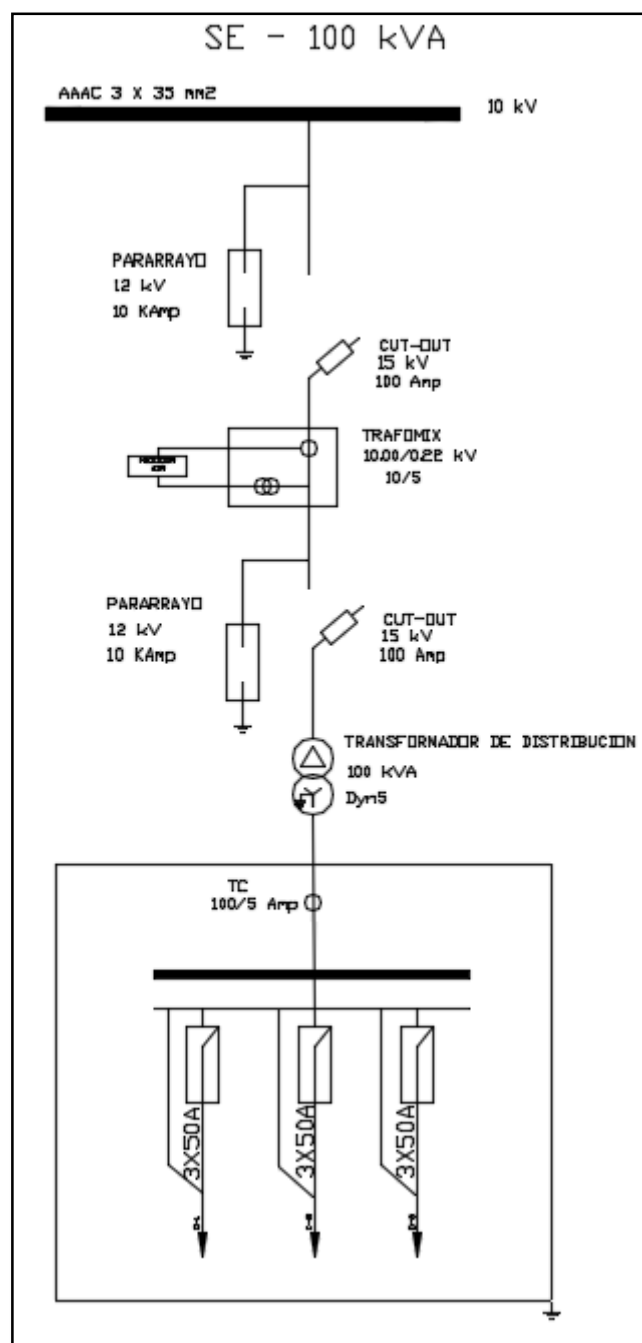 SE - 100 kVA
AAAC 3 X 35 mm2
10 kV
PARARRAYO
12 kV
10 KAmp
CUT-OUT
15 kV
100 Amp
TRAFOMIX
10.00/0.22 kV
10/5
PARARRAYO
12 kV
10 KAmp
CUT-OUT
15 kV
100 Amp
TRANSFORNADOR DE DISTRIBUCION
100 kVA
Dyn5
TC
100/5 Amp
3X50A
3X50A
3X50A